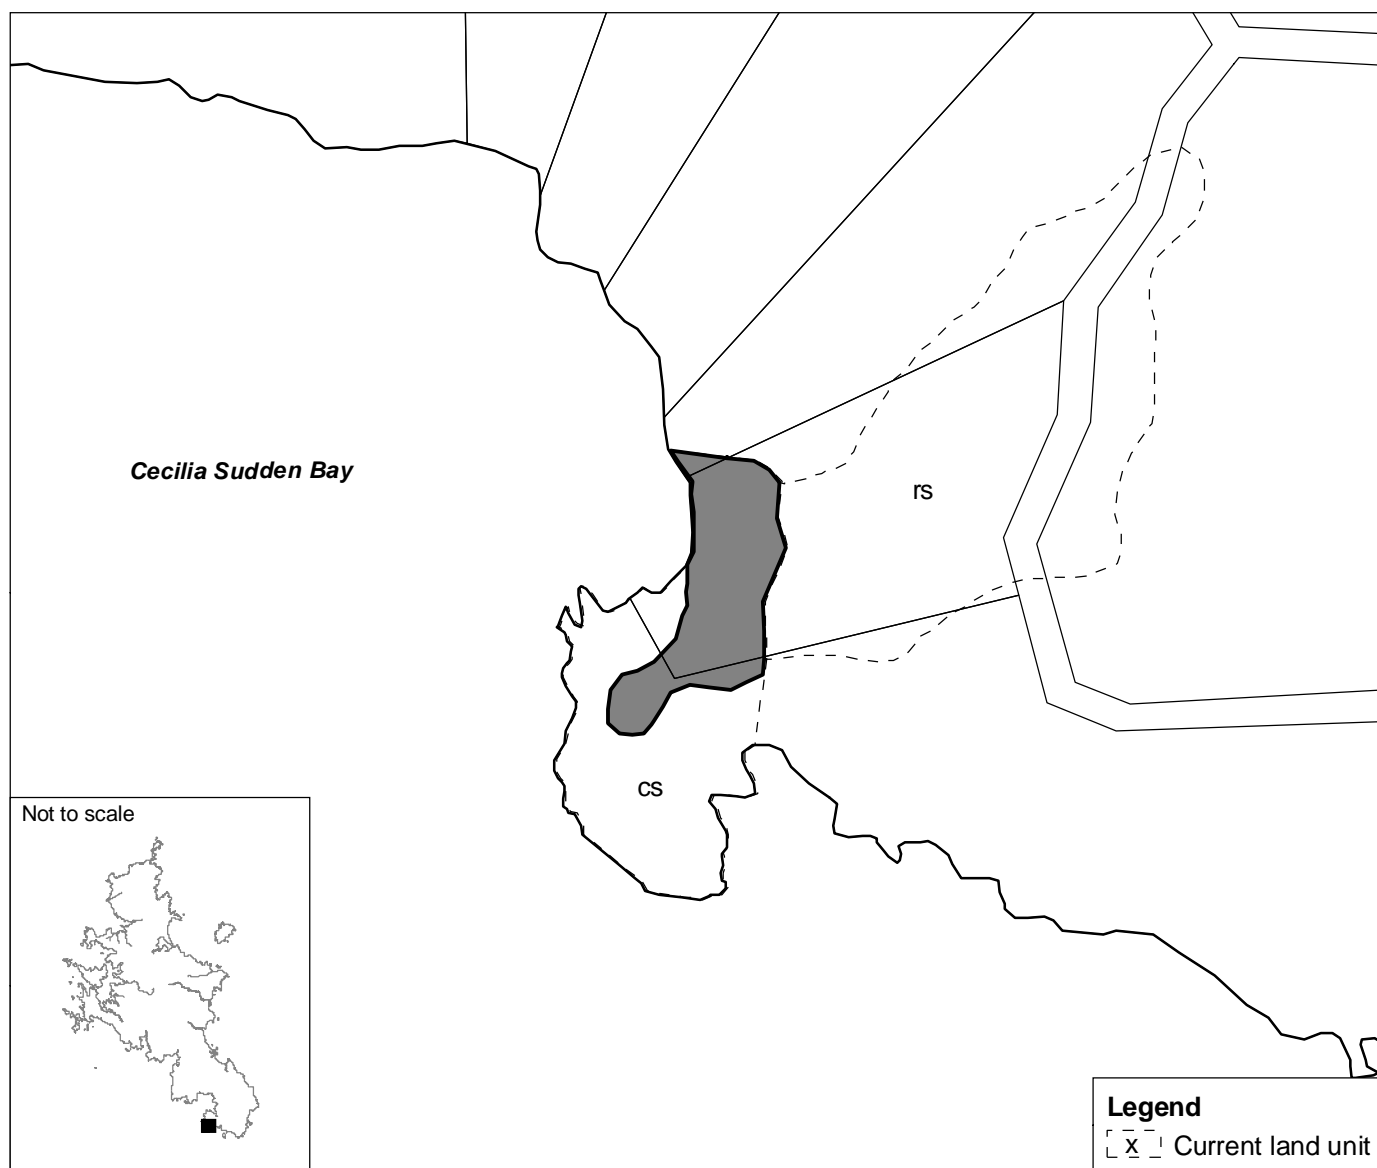 Cecilia Sudden Bay
rs
cs
Not to scale
Legend
x Current land unit